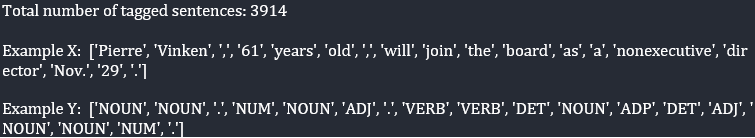 Total number of tagged sentences: 3914
Example X:  ['Pierre', 'Vinken', ',', '61', 'years', 'old', ',', 'will', 'join', 'the', 'board', 'as', 'a', 'nonexecutive', 'dir
ector', 'Nov.', '29', '.']
Example Y:  ['NOUN', 'NOUN', '.', 'NUM', 'NOUN', 'ADJ', '.', 'VERB', 'VERB', 'DET', 'NOUN', 'ADP', 'DET', 'ADJ', '
NOUN', 'NOUN', 'NUM', '.']